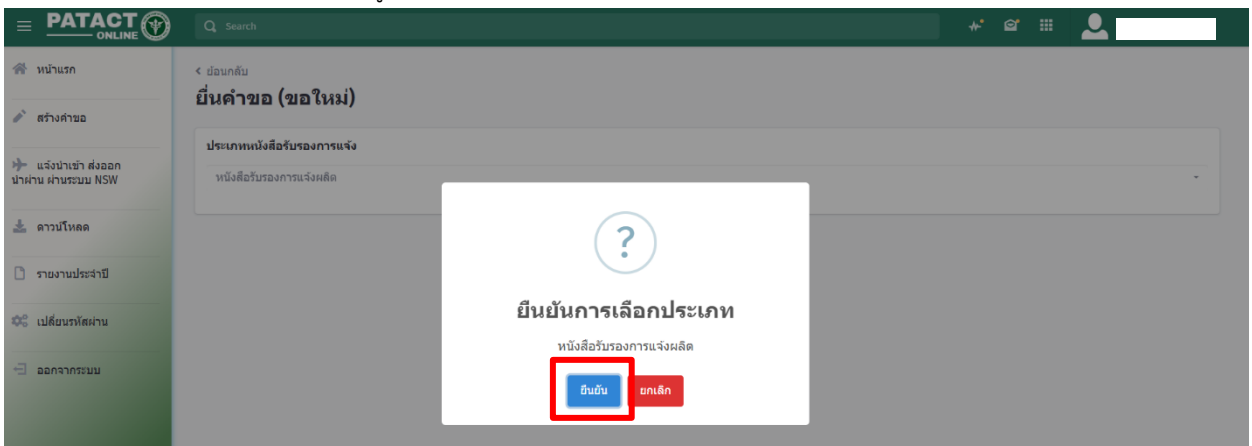 PATACT
ONLINE
Search
หน้าแรก
สร้างคำขอ
แจ้งนำเข้า ส่งออก
นำผ่าน ผ่านระบบ NSW
ดาวน์โหลด
รายงานประจำปี
เปลี่ยนรหัสผ่าน
ออกจากระบบ
< ย้อนกลับ
ยื่นคำขอ (ขอใหม่)
ประเภทหนังสือรับรองการแจ้ง
หนังสือรับรองการแจ้งผลิต
?
ยืนยันการเลือกประเภท
หนังสือรับรองการแจ้งผลิต
ยืนยัน
ยกเลิก